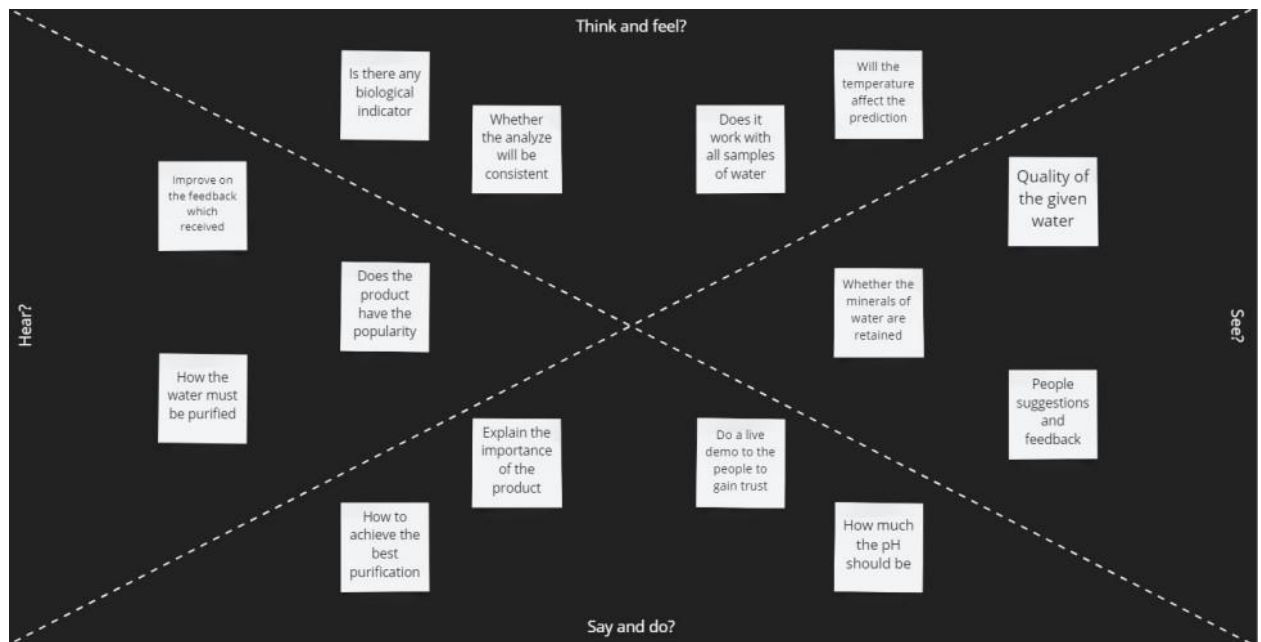 Think and feel?
Is there any
biological
indicator
Whether
the analyze
will be
consistent
Does it
work with
all samples
of water
Will the
temperature
affect the
prediction
Hear?
Improve on
the feedback
which
received
Does the
product
have the
popularity
How the
water must
be purified
See?
Quality of
the given
water
Whether the
minerals of
water are
retained
People
suggestions
and
feedback
Explain the
importance
of the
product
How to
achieve the
best
purification
Do a live
demo to the
people to
gain trust
How much
the pH
should be
Say and do?